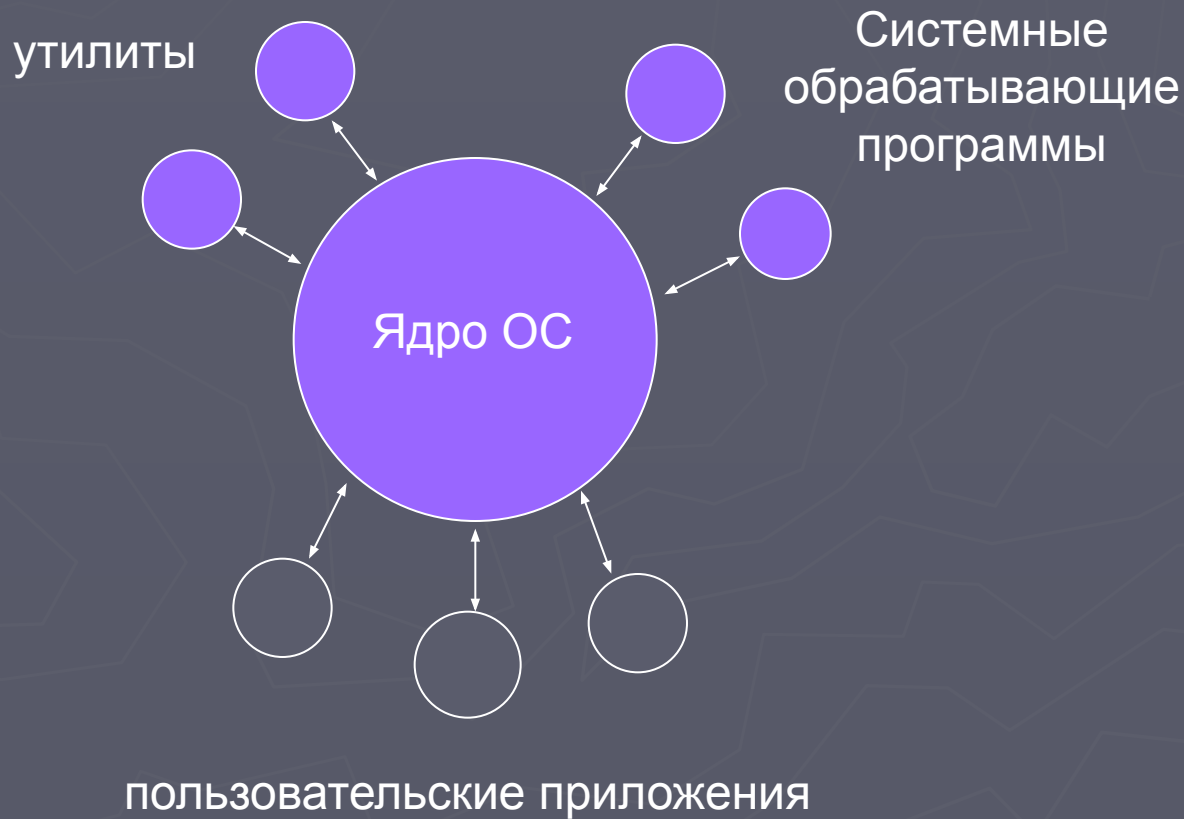 утилиты
Системные
обрабатывающие
программы
Ядро ОС
пользовательские приложения